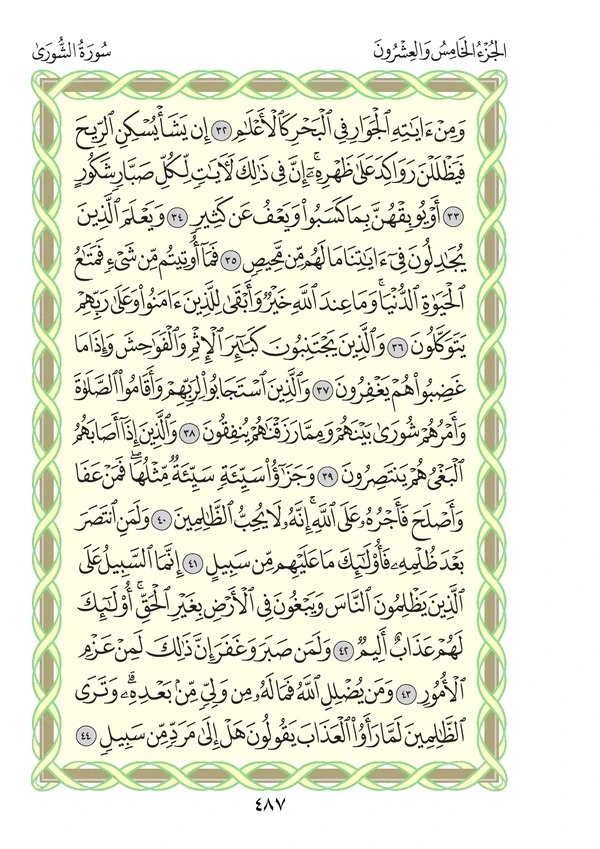 الجُزْءُ الخَامِسُ وَالعِشْرُونَ
سُورَةُ الشُّورَىٰ
وَمِنْ ءَايَٰتِهِ ٱلْجَوَارِ فِى ٱلْبَحْرِ كَٱلْأَعْلَٰمِ ٣٢ إِن يَشَأْ يُسْكِنِ ٱلرِّيحَ
فَيَظْلَلْنَ رَوَاكِدَ عَلَىٰ ظَهْرِهِۦٓ ۚ إِنَّ فِى ذَٰلِكَ لَءَايَٰتٍ لِّكُلِّ صَبَّارٍ شَكُورٍ
٣٣ أَوْ يُوبِقْهُنَّ بِمَا كَسَبُوا۟ وَيَعْفُ عَن كَثِيرٍ ٣٤ وَيَعْلَمَ ٱلَّذِينَ
يُجَٰدِلُونَ فِىٓ ءَايَٰتِنَا مَا لَهُم مِّن مَّحِيصٍ ٣٥ فَمَآ أُوتِيتُم مِّن شَىْءٍ فَمَتَٰعُ
ٱلْحَيَوٰةِ ٱلدُّنْيَا ۖ وَمَا عِندَ ٱللَّهِ خَيْرٌ وَأَبْقَىٰ لِلَّذِينَ ءَامَنُوا۟ وَعَلَىٰ رَبِّهِمْ
يَتَوَكَّلُونَ ٣٦ وَٱلَّذِينَ يَجْتَنِبُونَ كَبَٰٓئِرَ ٱلْإِثْمِ وَٱلْفَوَٰحِشَ وَإِذَا مَا
غَضِبُوا۟ هُمْ يَغْفِرُونَ ٣٧ وَٱلَّذِينَ ٱسْتَجَابُوا۟ لِرَبِّهِمْ وَأَقَامُوا۟ ٱلصَّلَوٰةَ
وَأَمْرُهُمْ شُورَىٰ بَيْنَهُمْ وَمِمَّا رَزَقْنَٰهُمْ يُنفِقُونَ ٣٨ وَٱلَّذِينَ إِذَآ أَصَابَهُمُ
ٱلْبَغْىُ هُمْ يَنتَصِرُونَ ٣٩ وَجَزَٰٓؤُا۟ سَيِّئَةٍ سَيِّئَةٌ مِّثْلُهَا ۖ فَمَنْ عَفَا
وَأَصْلَحَ فَأَجْرُهُۥ عَلَى ٱللَّهِ ۚ إِنَّهُۥ لَا يُحِبُّ ٱلظَّٰلِمِينَ ٤٠ وَلَمَنِ ٱنتَصَرَ
بَعْدَ ظُلْمِهِۦ فَأُو۟لَٰٓئِكَ مَا عَلَيْهِم مِّن سَبِيلٍ ٤١ إِنَّمَا ٱلسَّبِيلُ عَلَى
ٱلَّذِينَ يَظْلِمُونَ ٱلنَّاسَ وَيَبْغُونَ فِى ٱلْأَرْضِ بِغَيْرِ ٱلْحَقِّ ۚ أُو۟لَٰٓئِكَ
لَهُمْ عَذَابٌ أَلِيمٌ ٤٢ وَلَمَن صَبَرَ وَغَفَرَ إِنَّ ذَٰلِكَ لَمِنْ عَزْمِ
ٱلْأُمُورِ ٤٣ وَمَن يُضْلِلِ ٱللَّهُ فَمَا لَهُۥ مِن وَلِىٍّ مِّنۢ بَعْدِهِۦ ۗ وَتَرَى
ٱلظَّٰلِمِينَ لَمَّا رَأَوُا۟ ٱلْعَذَابَ يَقُولُونَ هَلْ إِلَىٰ مَرَدٍّ مِّن سَبِيلٍ ٤٤
٤٨٧